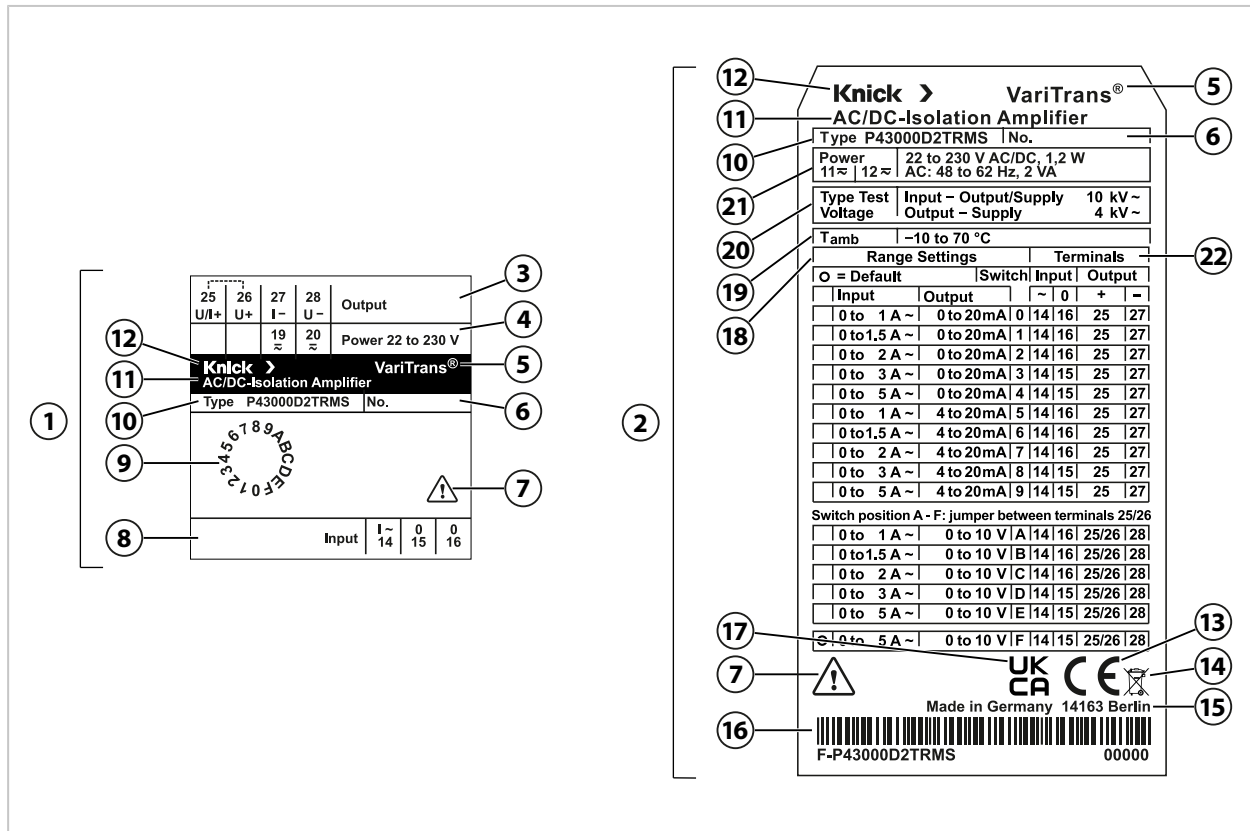 1
25 26 27 28 Output
U/I+ U+ I – U –
19 20 Power 22 to 230 V
≂ ≂
Knick > VariTrans®
AC/DC-Isolation Amplifier
Type P43000D2TRMS No.
0123456789ABCDEF
Input I ~ 0 0
14 15 16
3
4
5
6
7
12
11
10
9
8
2
Knick > VariTrans®
AC/DC-Isolation Amplifier
Type P43000D2TRMS No.
Power 22 to 230 V AC/DC, 1,2 W
11≂ 12≂ AC: 48 to 62 Hz, 2 VA
Type Test Input – Output/Supply 10 kV ~
Voltage Output – Supply 4 kV ~
Tamb –10 to 70 °C
Range Settings Terminals
O = Default Switch Input Output
Input Output ~ 0 + –
0 to 1 A ~ 0 to 20mA 0 14 16 25 27
0 to 1.5 A ~ 0 to 20mA 1 14 16 25 27
0 to 2 A ~ 0 to 20mA 2 14 16 25 27
0 to 3 A ~ 0 to 20mA 3 14 15 25 27
0 to 5 A ~ 0 to 20mA 4 14 15 25 27
0 to 1 A ~ 4 to 20mA 5 14 16 25 27
0 to 1.5 A ~ 4 to 20mA 6 14 16 25 27
0 to 2 A ~ 4 to 20mA 7 14 16 25 27
0 to 3 A ~ 4 to 20mA 8 14 15 25 27
0 to 5 A ~ 4 to 20mA 9 14 15 25 27
Switch position A - F: jumper between terminals 25/26
0 to 1 A ~ 0 to 10 V A 14 16 25/26 28
0 to 1.5 A ~ 0 to 10 V B 14 16 25/26 28
0 to 2 A ~ 0 to 10 V C 14 16 25/26 28
0 to 3 A ~ 0 to 10 V D 14 15 25/26 28
0 to 5 A ~ 0 to 10 V E 14 15 25/26 28
O 0 to 5 A ~ 0 to 10 V F 14 15 25/26 28
UK
CA CE
Made in Germany 14163 Berlin
F-P43000D2TRMS 00000
12
11
10
21
20
19
18
17
7
16
5
6
22
13
14
15